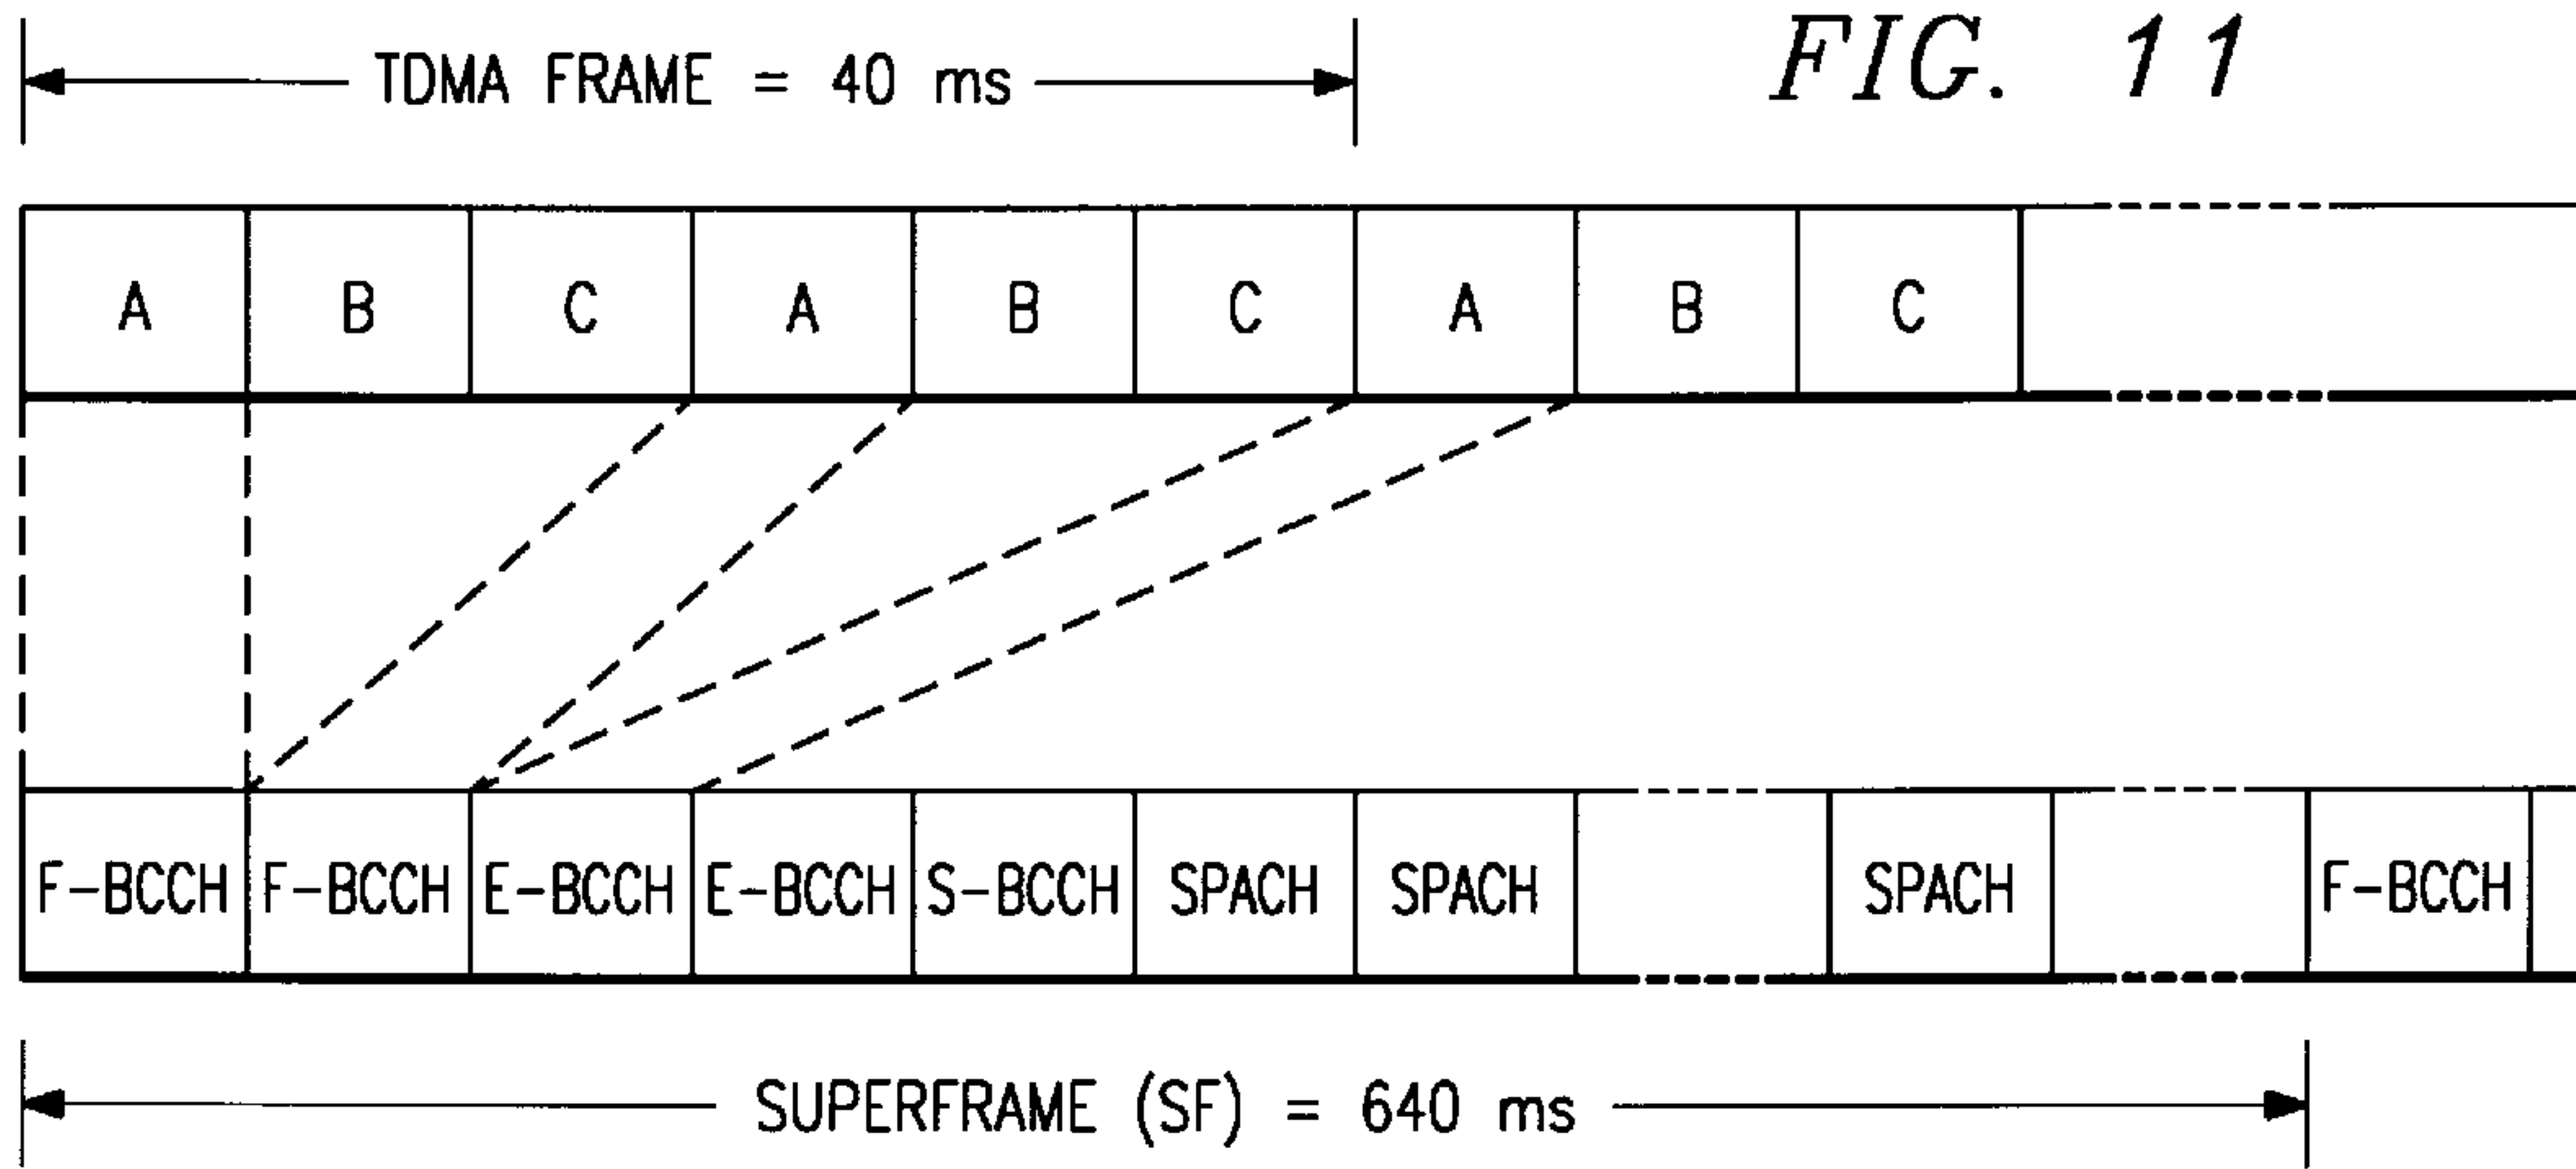 FIG. 11
TDMA FRAME = 40 ms
A B C A B C A B C
F-BCCH F-BCCH E-BCCH E-BCCH S-BCCH SPACH SPACH SPACH F-BCCH
SUPERFRAME (SF) = 640 ms